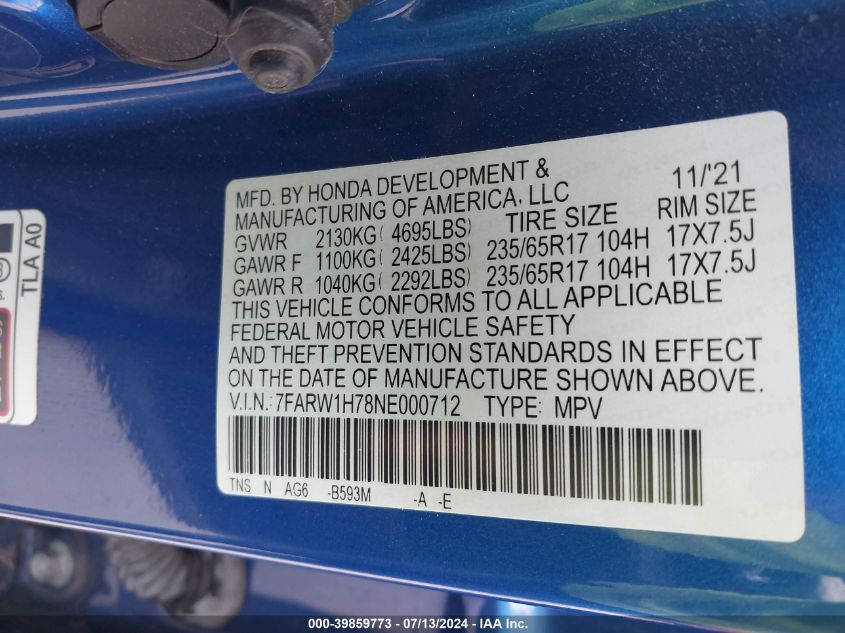 MFD. BY HONDA DEVELOPMENT & 11/'21
MANUFACTURING OF AMERICA, LLC TIRE SIZE RIM SIZE
GVWR 2130KG( 4695LBS)
GAWR F 1100KG( 2425LBS) 235/65R17 104H 17X7.5J
GAWR R 1040KG( 2292LBS) 235/65R17 104H 17X7.5J
THIS VEHICLE CONFORMS TO ALL APPLICABLE
FEDERAL MOTOR VEHICLE SAFETY
AND THEFT PREVENTION STANDARDS IN EFFECT
ON THE DATE OF MANUFACTURE SHOWN ABOVE.
V.I.N.: 7FARW1H78NE000712 TYPE: MPV
TNS N AG6 -B593M -A -E
TLA A0
000-39859773 - 07/13/2024 - IAA Inc.